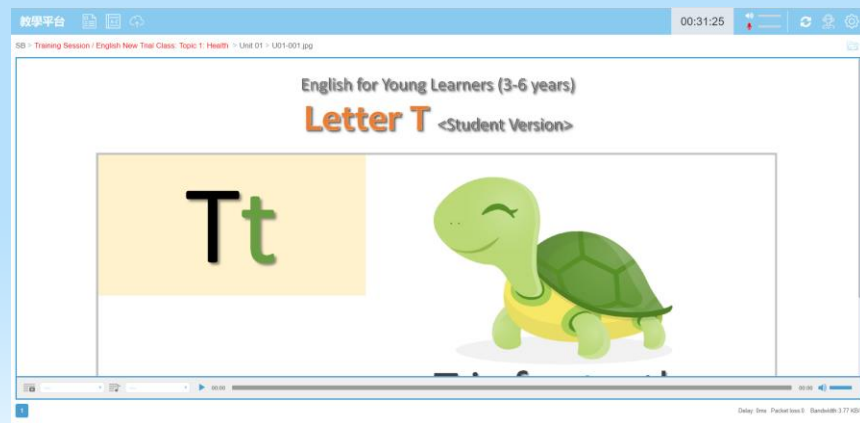 教學平台
00:31:25
SB > Training Session / English New Trial Class: Topic 1: Health > Unit 01 > U01-001.jpg
English for Young Learners (3-6 years)
Letter T <Student Version>
Tt
00:00
00:00
1
Delay 0ms Packet loss 0 Bandwidth 3.77 KB/